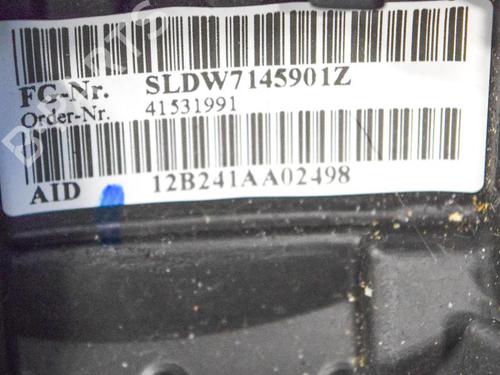 FG-Nr. SLDW7145901Z
Order-Nr. 41531991
AID 12B241AA02498